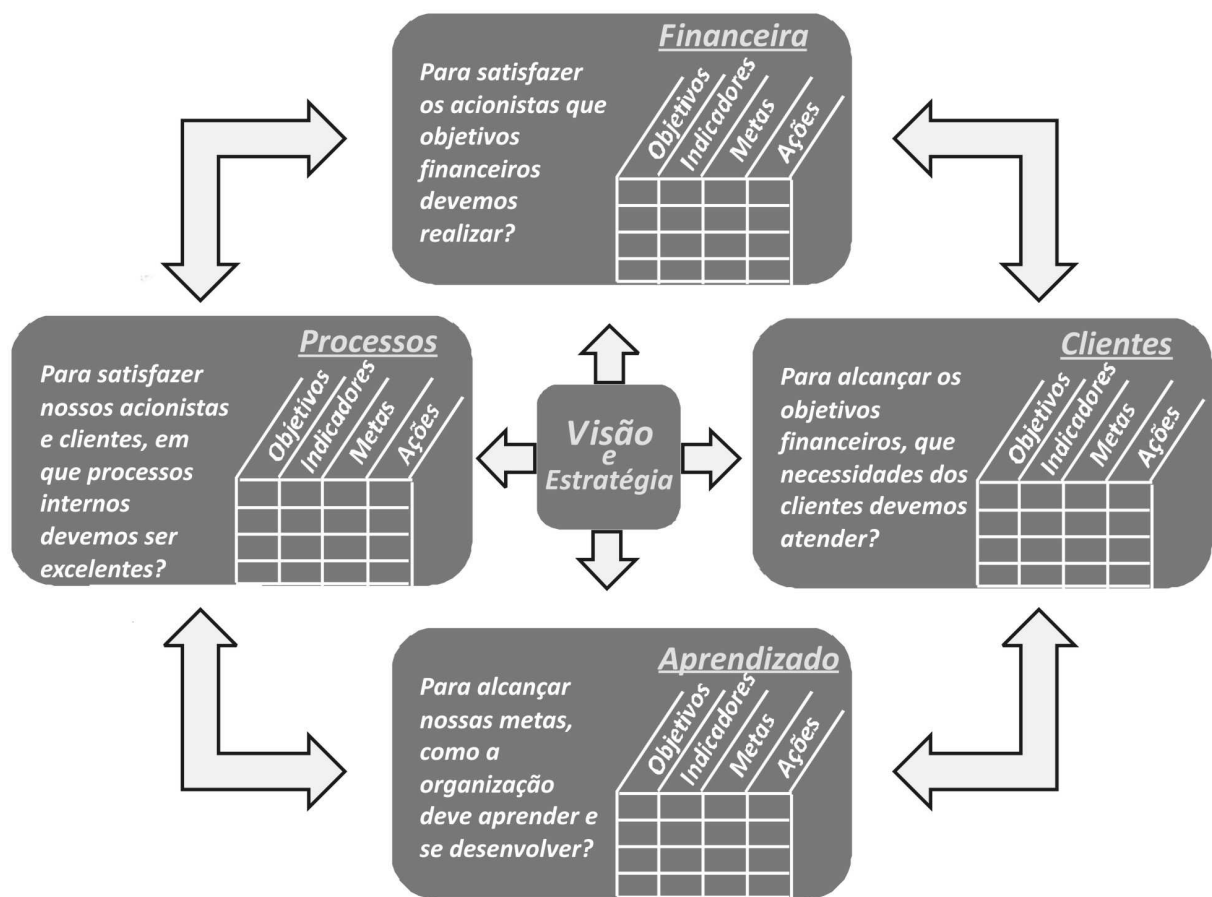 Financeira
Para satisfazer
os acionistas que
objetivos
financeiros
devemos
realizar?
Objetivos
Indicadores
Metas
Ações
Processos
Para satisfazer
nossos acionistas
e clientes, em
que processos
internos
devemos ser
excelentes?
Objetivos
Indicadores
Metas
Ações
Visão
e
Estratégia
Clientes
Para alcançar os
objetivos
financeiros, que
necessidades dos
clientes devemos
atender?
Objetivos
Indicadores
Metas
Ações
Aprendizado
Para alcançar
nossas metas,
como a
organização
deve aprender e
se desenvolver?
Objetivos
Indicadores
Metas
Ações